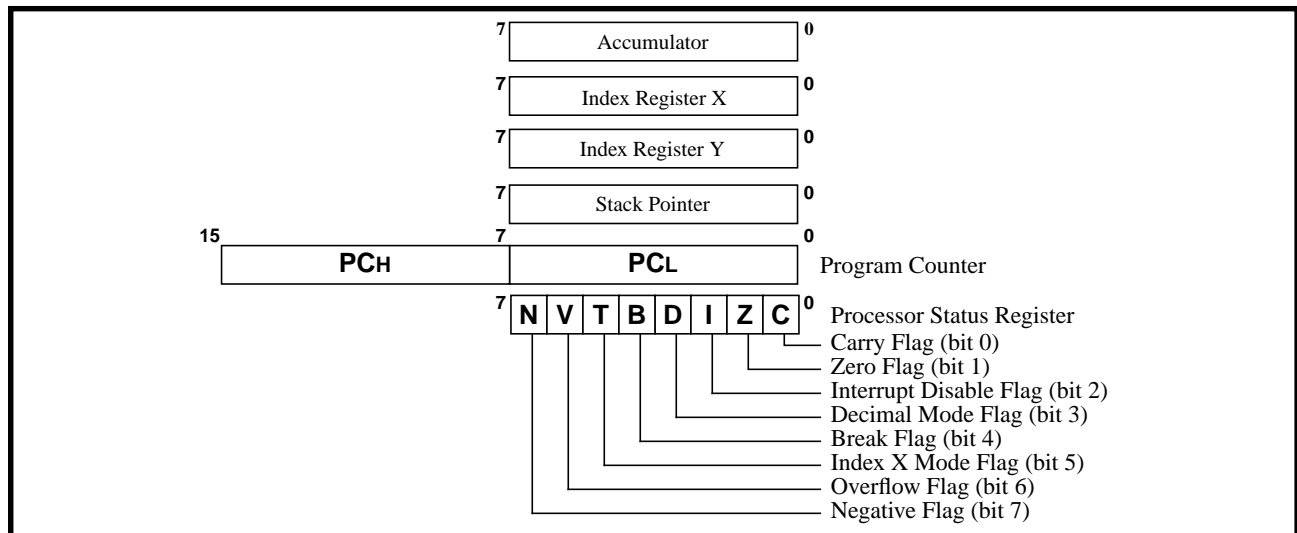 7 Accumulator 0
7 Index Register X 0
7 Index Register Y 0
7 Stack Pointer 0
15 7 0
PCH PCL Program Counter
7 N V T B D I Z C 0 Processor Status Register
Carry Flag (bit 0)
Zero Flag (bit 1)
Interrupt Disable Flag (bit 2)
Decimal Mode Flag (bit 3)
Break Flag (bit 4)
Index X Mode Flag (bit 5)
Overflow Flag (bit 6)
Negative Flag (bit 7)